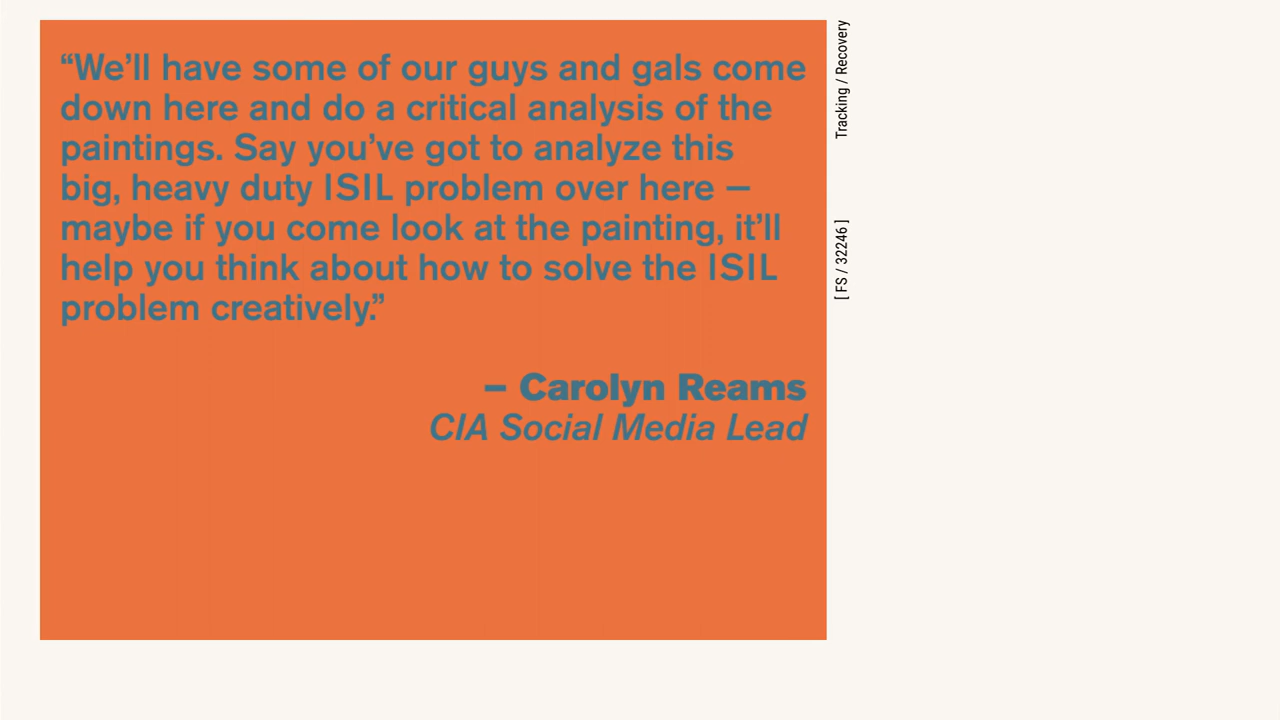 “We’ll have some of our guys and gals come
down here and do a critical analysis of the
paintings. Say you’ve got to analyze this
big, heavy duty ISIL problem over here –
maybe if you come look at the painting, it’ll
help you think about how to solve the ISIL
problem creatively.”
– Carolyn Reams
CIA Social Media Lead
Tracking / Recovery
[ FS / 32246 ]